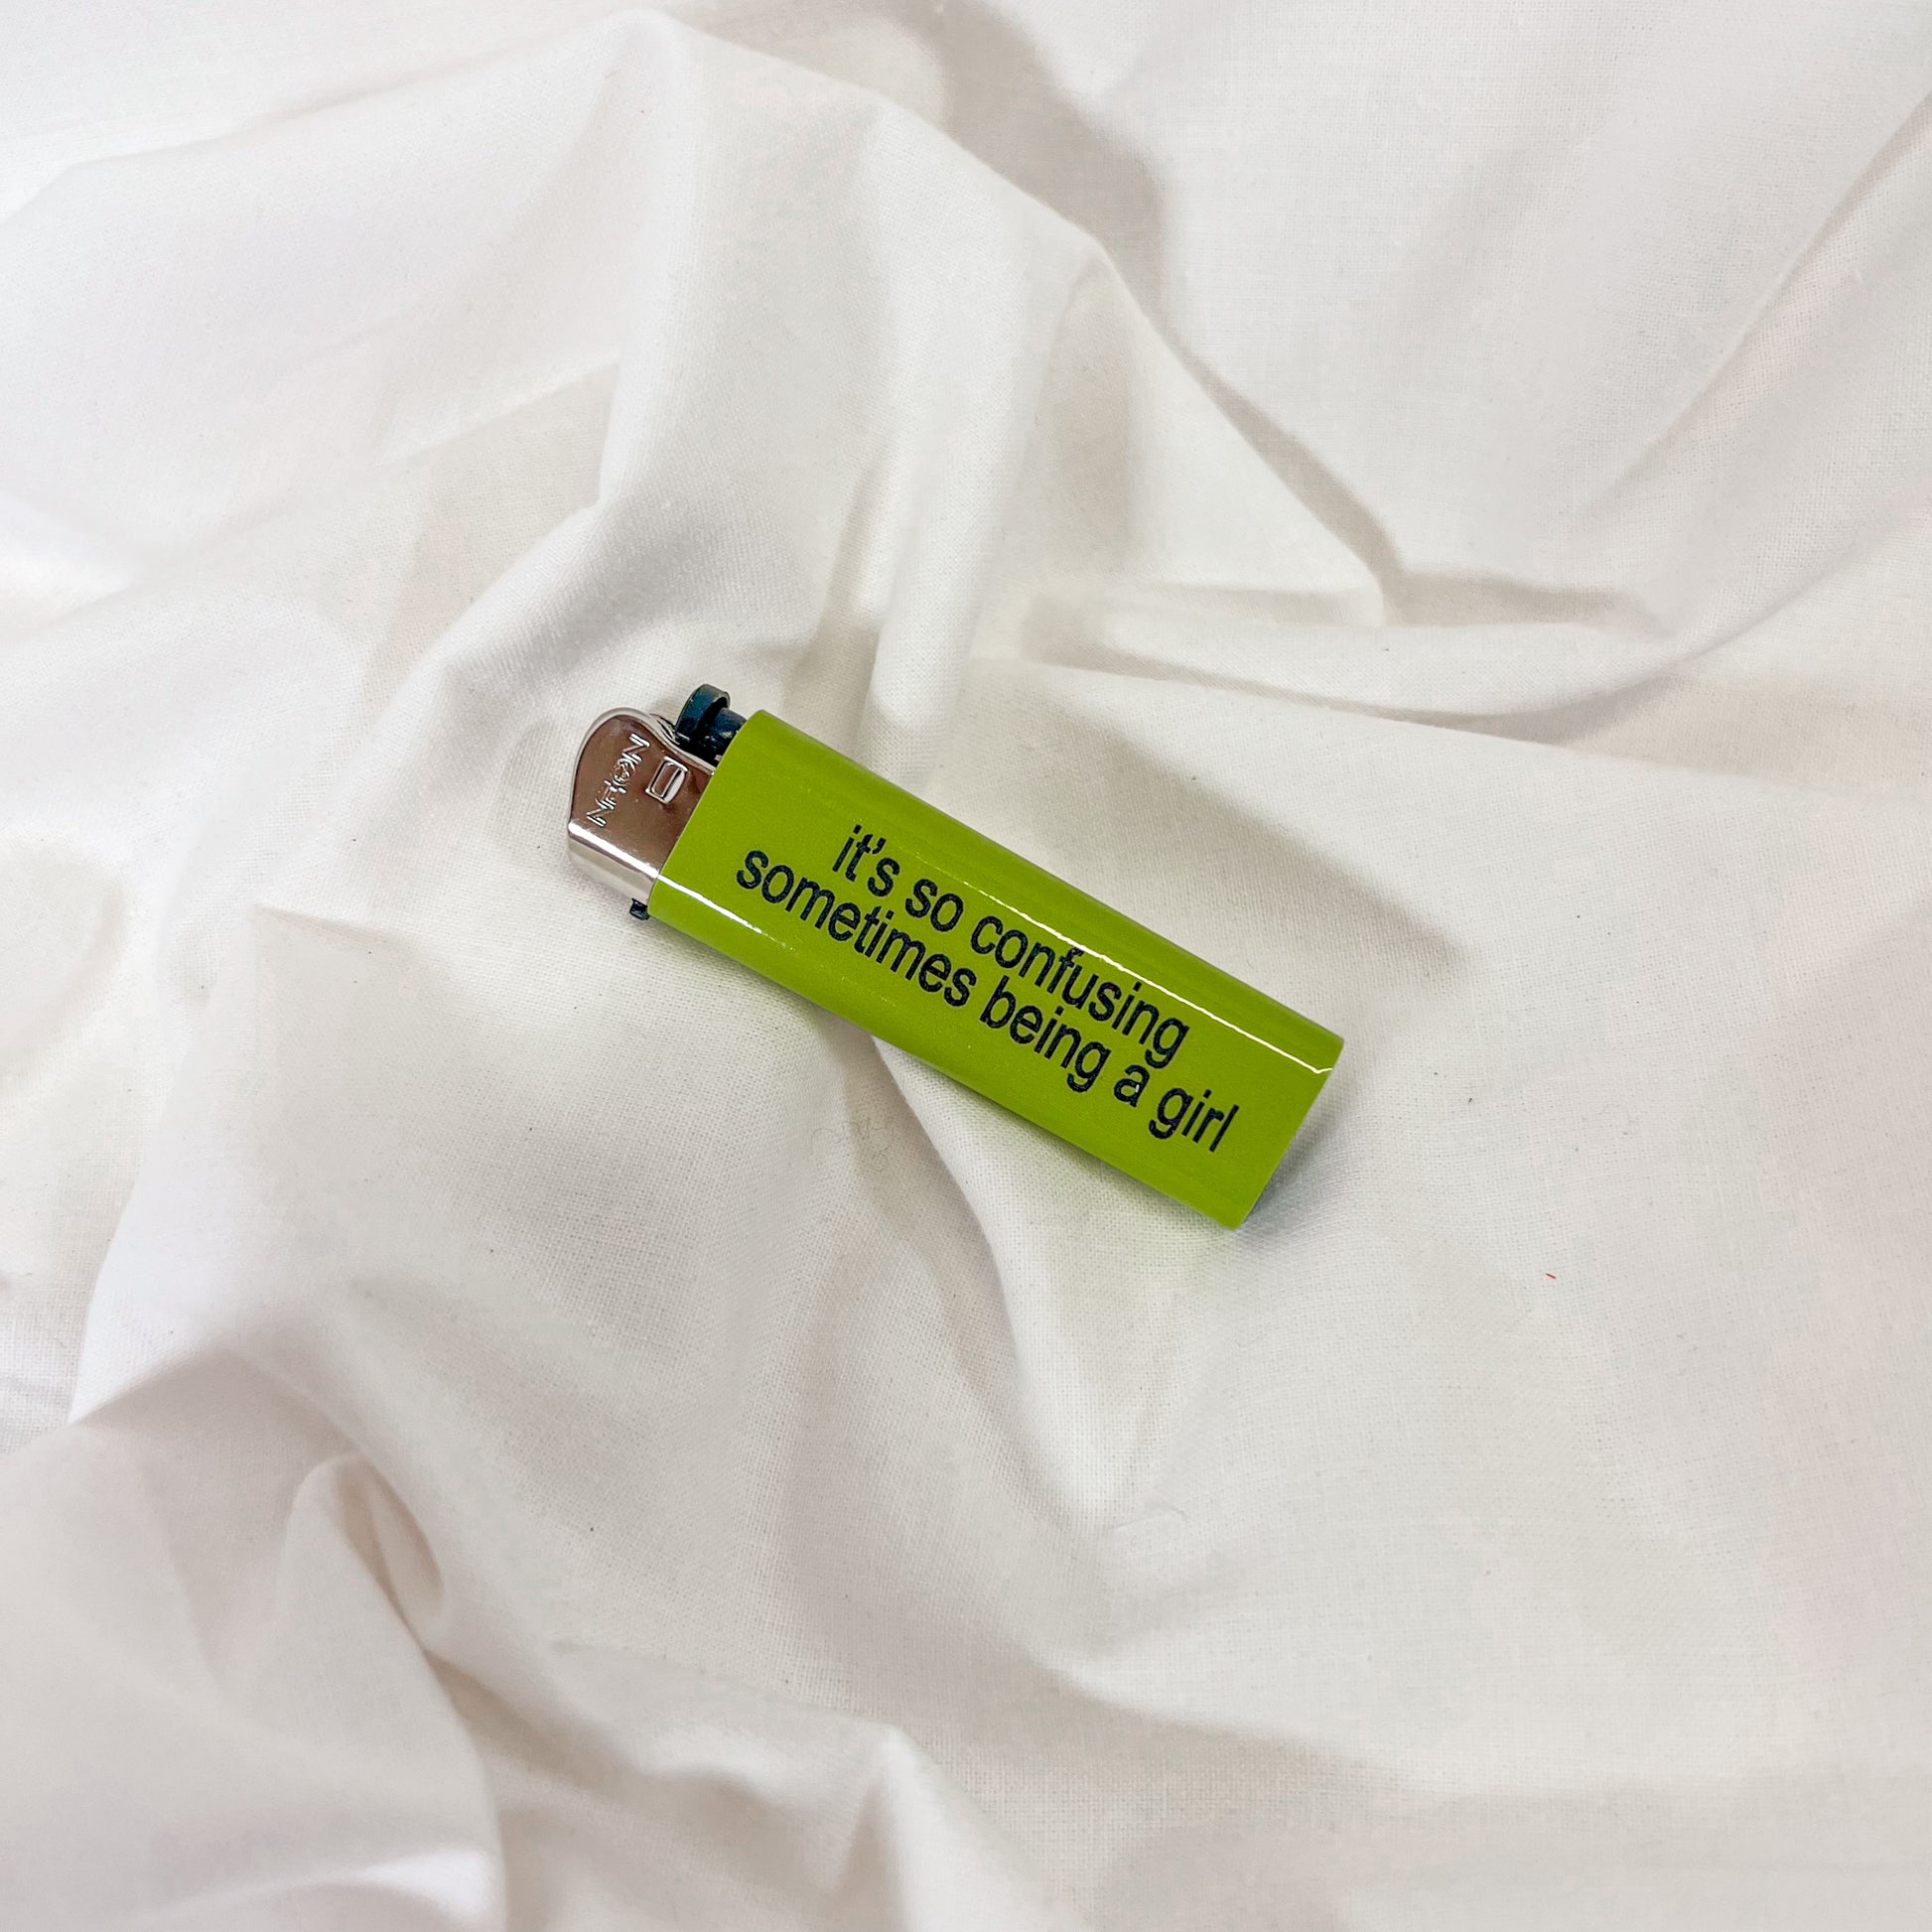 it's so confusing
sometimes being a girl